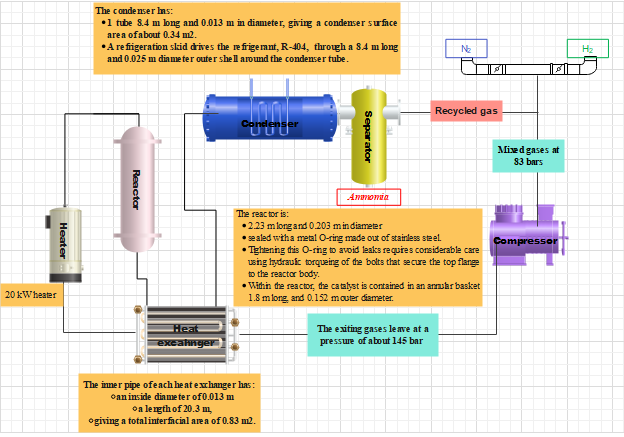 The condenser has:
• 1 tube 8.4 m long and 0.013 m in diameter, giving a condenser surface
area of about 0.34 m2.
• A refrigeration skid drives the refrigerant, R-404, through a 8.4 m long
and 0.025 m diameter outer shell around the condenser tube.
N₂
H₂
Recycled gas
Condenser
Separator
Mixed gases at
83 bars
Reactor
Ammonia
The reactor is:
• 2.23 m long and 0.203 m in diameter
• sealed with a metal O-ring made out of stainless steel.
• Tightening this O-ring to avoid leaks requires considerable care
using hydraulic torqueing of the bolts that secure the top flange
to the reactor body.
• Within the reactor, the catalyst is contained in an annular basket
1.8 m long, and 0.152 m outer diameter.
Compressor
Heater
20 kW heater
Heat
excahnger
The exiting gases leave at a
pressure of about 145 bar
The inner pipe of each heat exchanger has:
o an inside diameter of 0.013 m
o a length of 20.3 m,
o giving a total interfacial area of 0.83 m2.